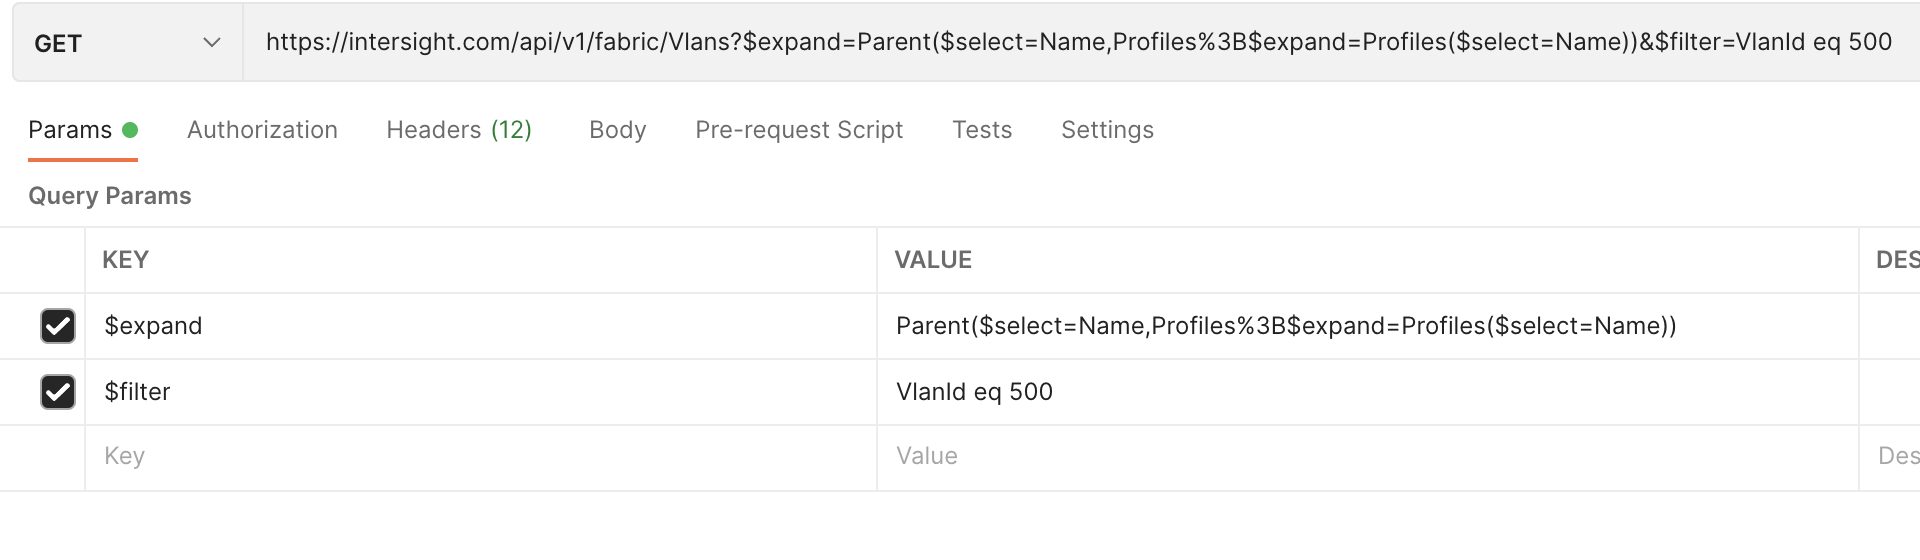 GET https://intersight.com/api/v1/fabric/Vlans?$expand=Parent($select=Name,Profiles%3B$expand=Profiles($select=Name))&$filter=VlanId eq 500
Params Authorization Headers (12) Body Pre-request Script Tests Settings
Query Params
KEY VALUE DES
$expand Parent($select=Name,Profiles%3B$expand=Profiles($select=Name))
$filter VlanId eq 500
Key Value Des